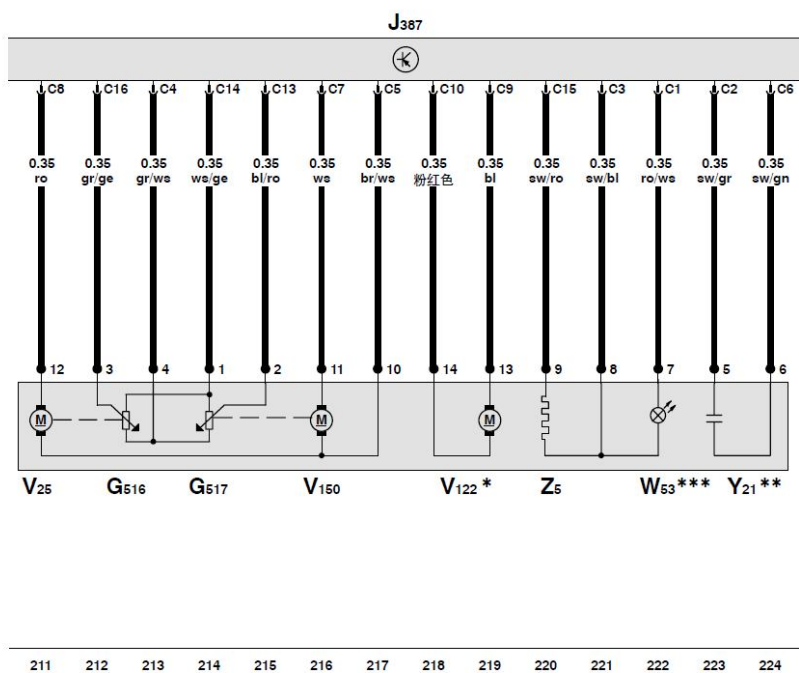 J387
C8 C16 C4 C14 C13 C7 C5 C10 C9 C15 C3 C1 C2 C6
0.35 0.35 0.35 0.35 0.35 0.35 0.35 0.35 0.35 0.35 0.35 0.35 0.35 0.35
ro gr/ge gr/ws ws/ge bl/ro ws br/ws 粉红色 bl sw/ro sw/bl ro/ws sw/gr sw/gn
12 3 4 1 2 11 10 14 13 9 8 7 5 6
M M M
V25 G516 G517 V150 V122* Z5 W53*** Y21**
211 212 213 214 215 216 217 218 219 220 221 222 223 224